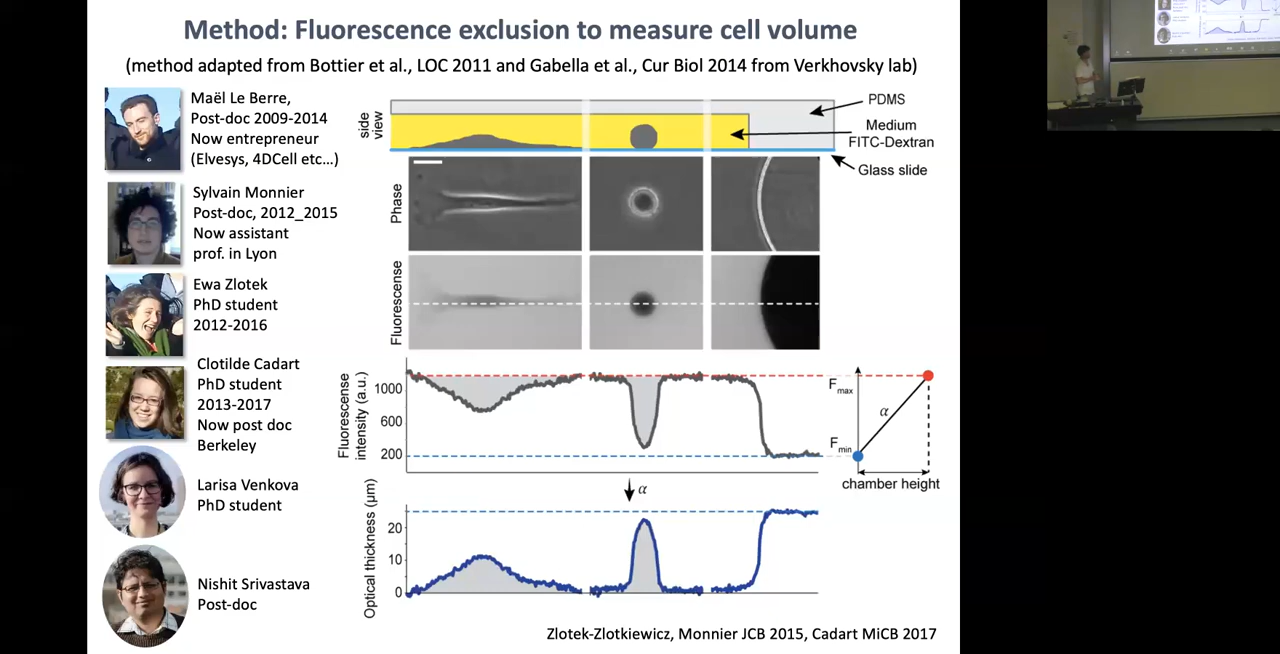 Method: Fluorescence exclusion to measure cell volume
(method adapted from Bottier et al., LOC 2011 and Gabella et al., Cur Biol 2014 from Verkhovsky lab)
Maël Le Berre,
Post-doc 2009-2014
Now entrepreneur
(Elvesys, 4DCell etc...)
Sylvain Monnier
Post-doc, 2012_2015
Now assistant
prof. in Lyon
Ewa Zlotek
PhD student
2012-2016
Clotilde Cadart
PhD student
2013-2017
Now post doc
Berkeley
Larisa Venkova
PhD student
Nishit Srivastava
Post-doc
side
view
PDMS
Medium
FITC-Dextran
Glass slide
Phase
Fluorescense
Fluorescense
intensity (a.u.)
1000
600
200
Fmax
α
Fmin
chamber height
α
Optical thickness (µm)
20
10
0
Zlotek-Zlotkiewicz, Monnier JCB 2015, Cadart MiCB 2017